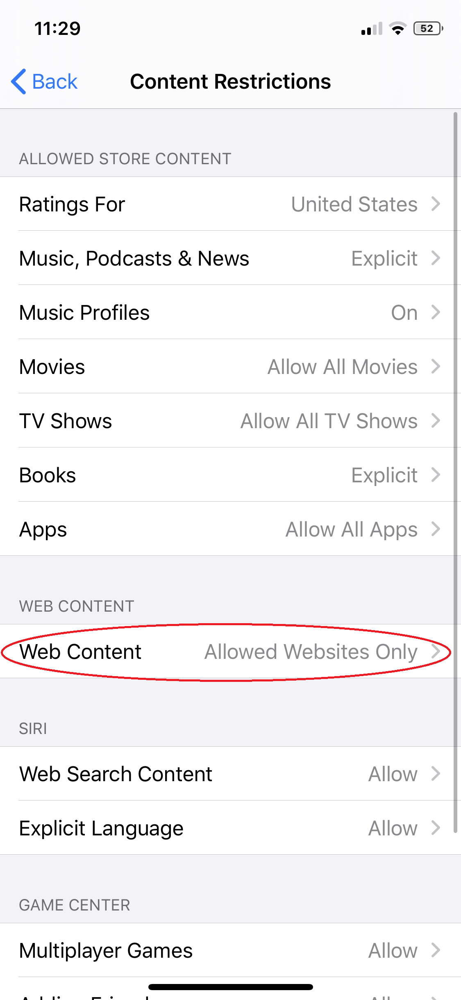 11:29 52
Back Content Restrictions
ALLOWED STORE CONTENT
Ratings For United States
Music, Podcasts & News Explicit
Music Profiles On
Movies Allow All Movies
TV Shows Allow All TV Shows
Books Explicit
Apps Allow All Apps
WEB CONTENT
Web Content Allowed Websites Only
SIRI
Web Search Content Allow
Explicit Language Allow
GAME CENTER
Multiplayer Games Allow